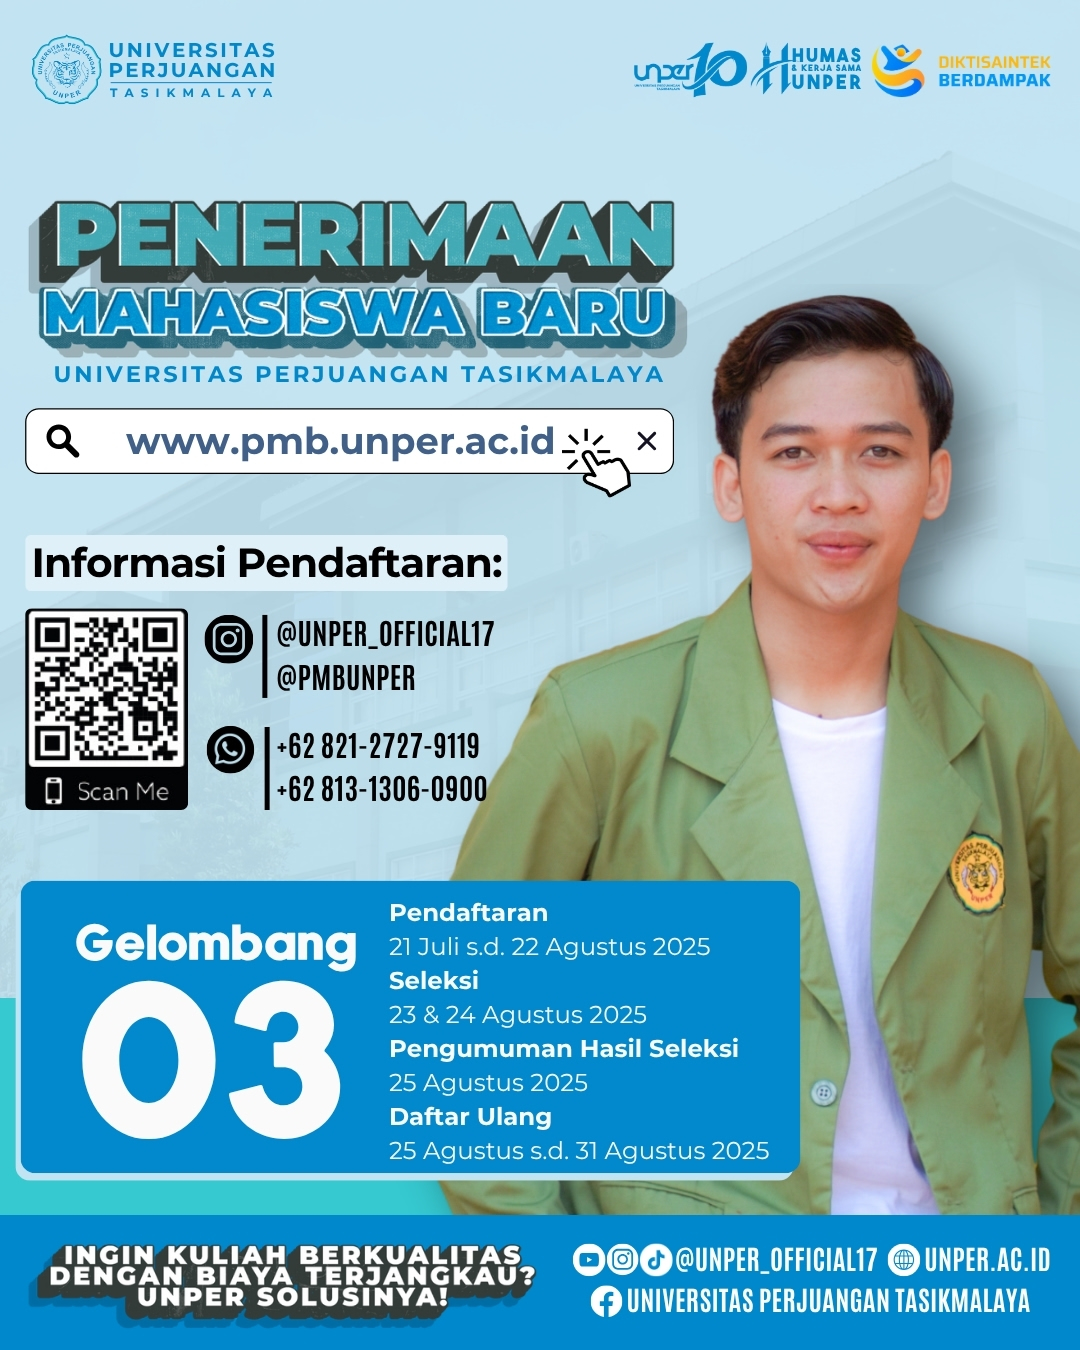 UNIVERSITAS
PERJUANGAN
TASIKMALAYA
unper 10
HUMAS
& KERJA SAMA
UNPER
DIKTISAINTEK
BERDAMPAK
PENERIMAAN
MAHASISWA BARU
UNIVERSITAS PERJUANGAN TASIKMALAYA
www.pmb.unper.ac.id
Informasi Pendaftaran:
@UNPER_OFFICIAL17
@PMBUNPER
+62 821-2727-9119
+62 813-1306-0900
Scan Me
Gelombang
03
Pendaftaran
21 Juli s.d. 22 Agustus 2025
Seleksi
23 & 24 Agustus 2025
Pengumuman Hasil Seleksi
25 Agustus 2025
Daftar Ulang
25 Agustus s.d. 31 Agustus 2025
INGIN KULIAH BERKUALITAS
DENGAN BIAYA TERJANGKAU?
UNPER SOLUSINYA!
@UNPER_OFFICIAL17 UNPER.AC.ID
UNIVERSITAS PERJUANGAN TASIKMALAYA